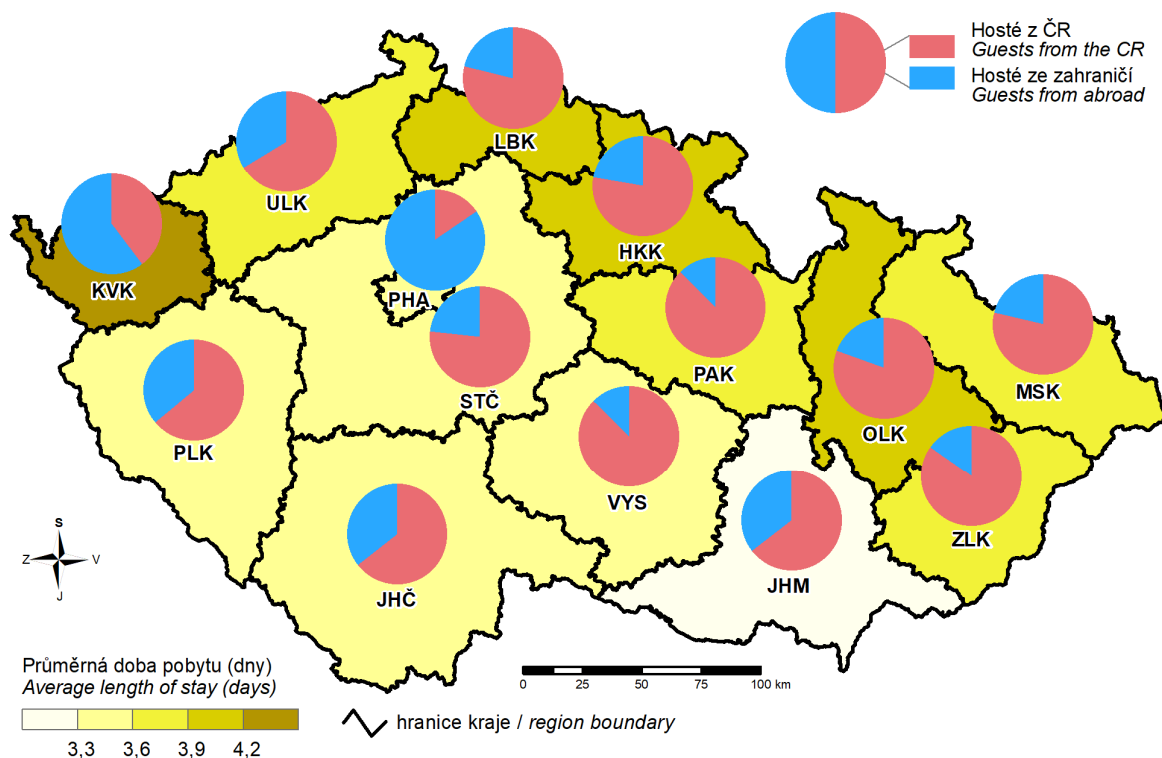 Hosté z ČR
Guests from the CR
Hosté ze zahraničí
Guests from abroad
LBK
ULK
HKK
KVK
PHA
PAK
MSK
STČ
OLK
PLK
VYS
ZLK
JHČ
JHM
S
Z V
J
Průměrná doba pobytu (dny)
Average length of stay (days)
3,3 3,6 3,9 4,2
0 25 50 75 100 km
hranice kraje / region boundary